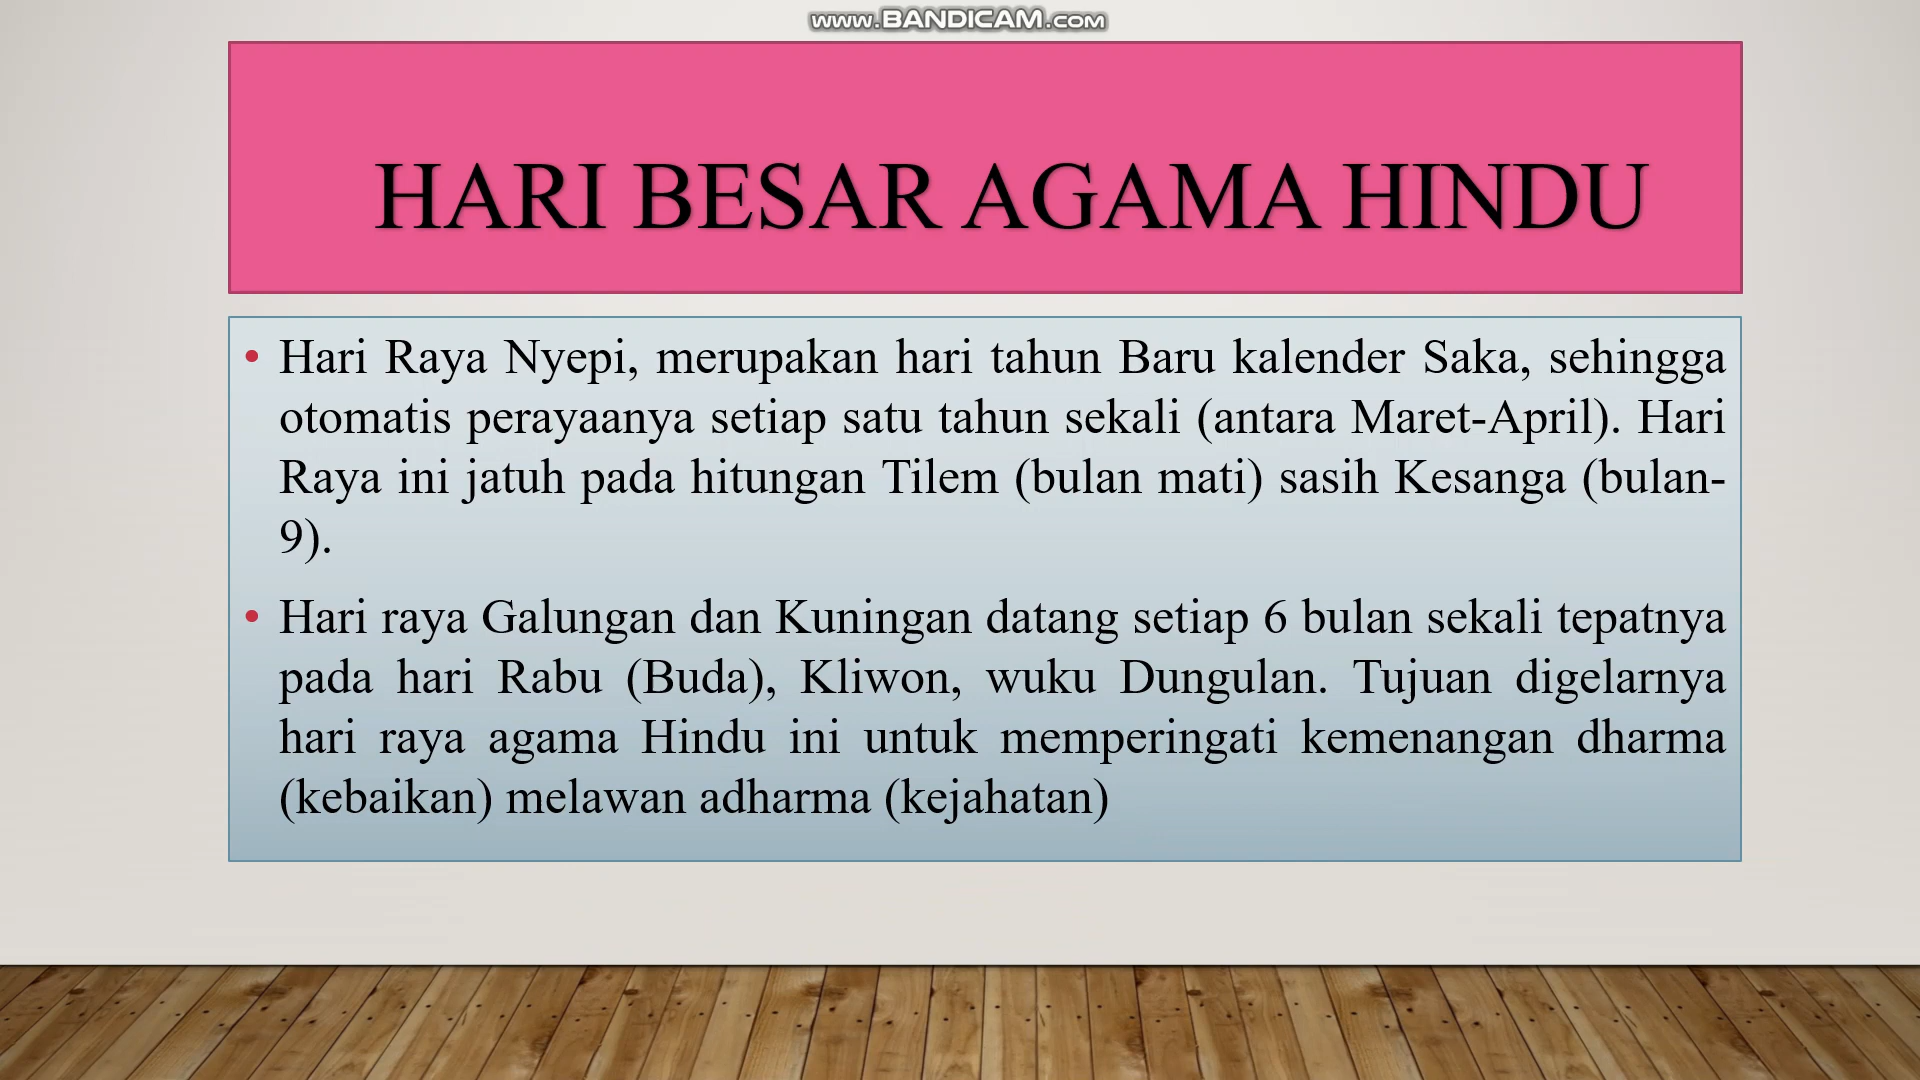 www.BANDICAM.com
HARI BESAR AGAMA HINDU
• Hari Raya Nyepi, merupakan hari tahun Baru kalender Saka, sehingga
otomatis perayaanya setiap satu tahun sekali (antara Maret-April). Hari
Raya ini jatuh pada hitungan Tilem (bulan mati) sasih Kesanga (bulan-
9).
• Hari raya Galungan dan Kuningan datang setiap 6 bulan sekali tepatnya
pada hari Rabu (Buda), Kliwon, wuku Dungulan. Tujuan digelarnya
hari raya agama Hindu ini untuk memperingati kemenangan dharma
(kebaikan) melawan adharma (kejahatan)